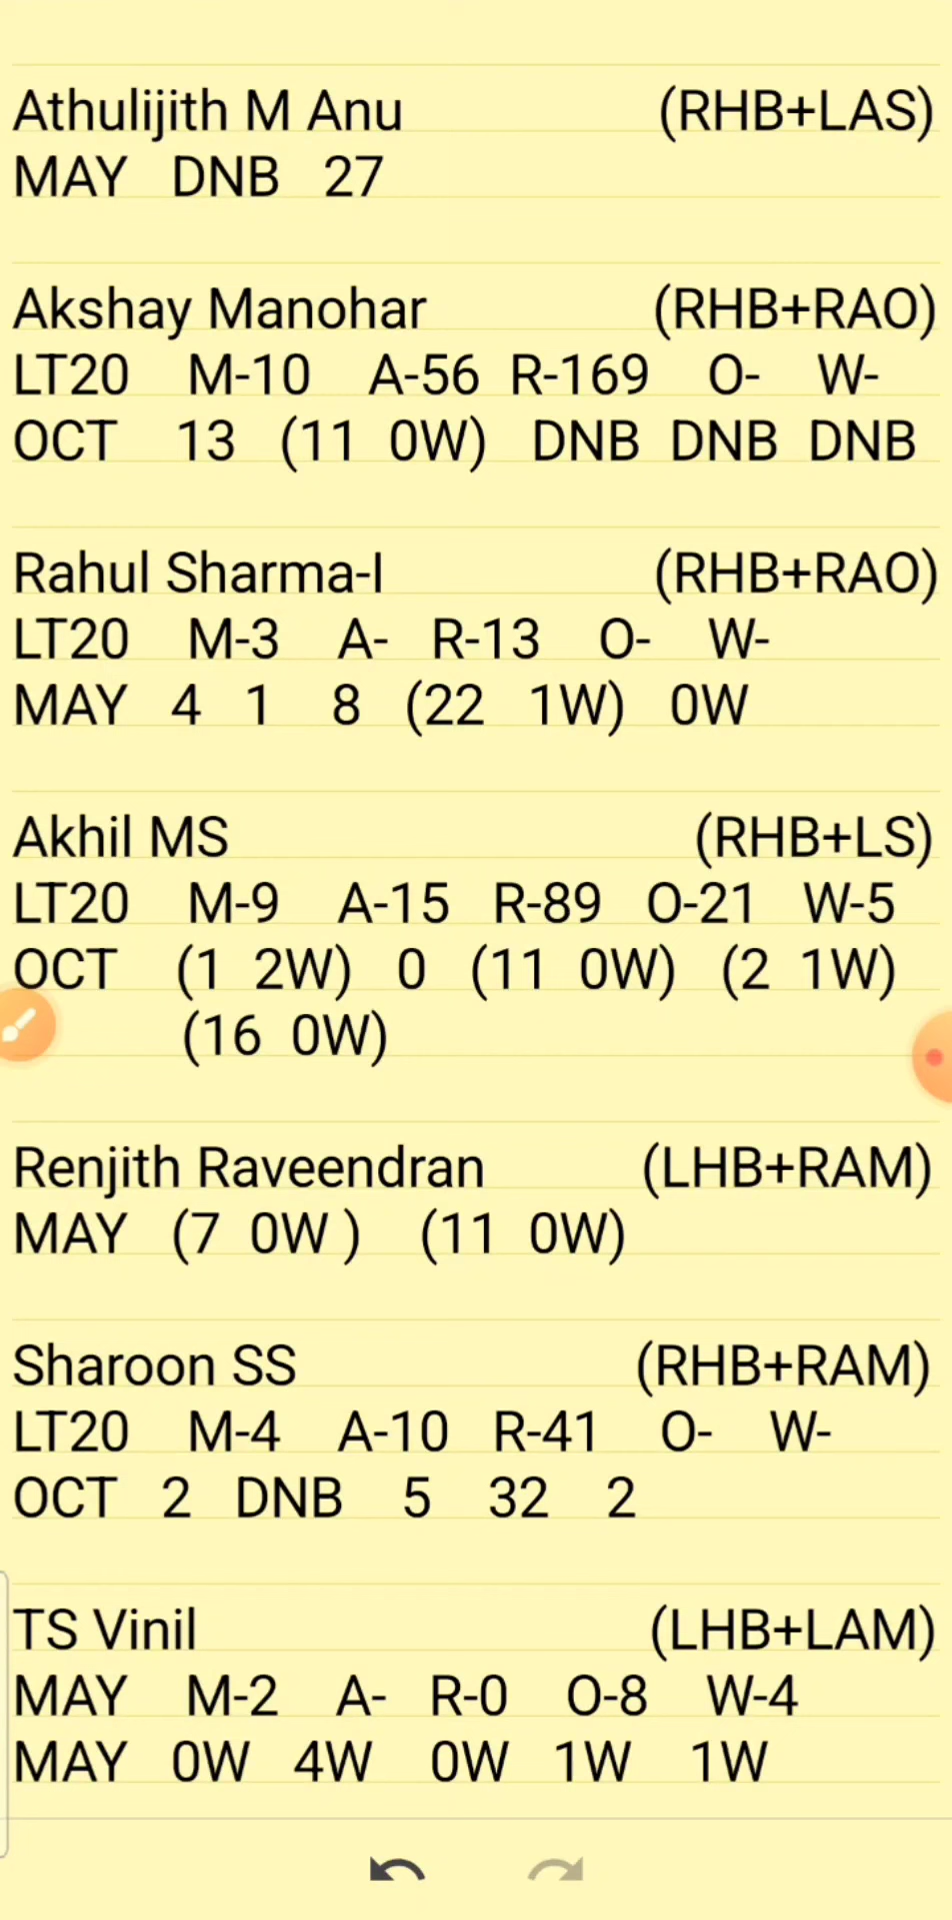 Athulijith M Anu (RHB+LAS)
MAY DNB 27
Akshay Manohar (RHB+RAO)
LT20 M-10 A-56 R-169 O- W-
OCT 13 (11 0W) DNB DNB DNB
Rahul Sharma-I (RHB+RAO)
LT20 M-3 A- R-13 O- W-
MAY 4 1 8 (22 1W) 0W
Akhil MS (RHB+LS)
LT20 M-9 A-15 R-89 O-21 W-5
OCT (1 2W) 0 (11 0W) (2 1W)
(16 0W)
Renjith Raveendran (LHB+RAM)
MAY (7 0W ) (11 0W)
Sharoon SS (RHB+RAM)
LT20 M-4 A-10 R-41 O- W-
OCT 2 DNB 5 32 2
TS Vinil (LHB+LAM)
MAY M-2 A- R-0 O-8 W-4
MAY 0W 4W 0W 1W 1W